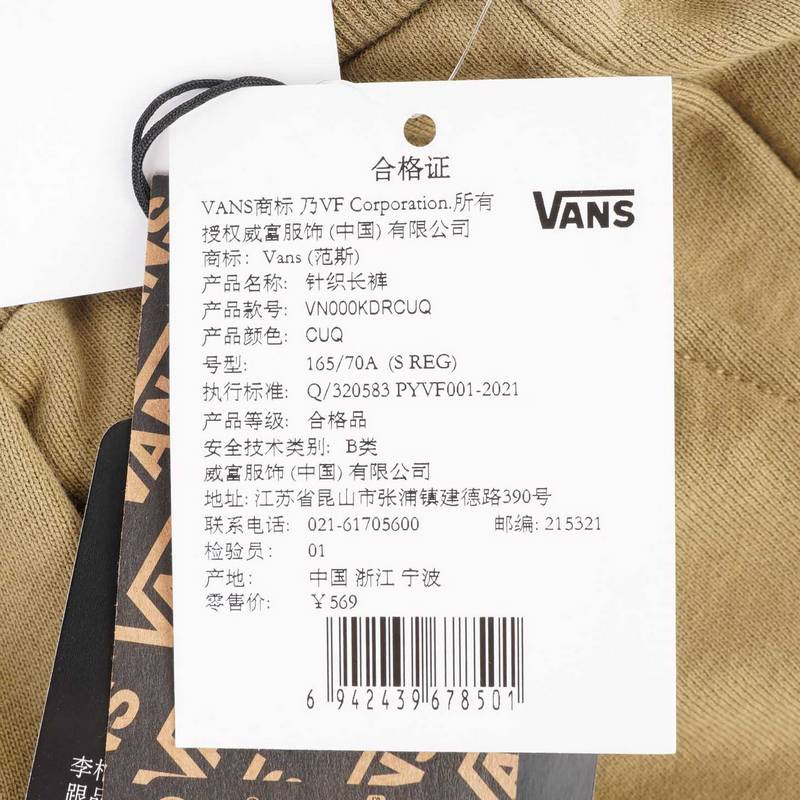 合格证
VANS
VANS商标 乃VF Corporation.所有
授权威富服饰 (中国) 有限公司
商标: Vans (范斯)
产品名称: 针织长裤
产品款号: VN000KDRCUQ
产品颜色: CUQ
号型: 165/70A (S REG)
执行标准: Q/320583 PYVF001-2021
产品等级: 合格品
安全技术类别: B类
威富服饰 (中国) 有限公司
地址: 江苏省昆山市张浦镇建德路390号
联系电话: 021-61705600 邮编: 215321
检验员: 01
产地: 中国 浙江 宁波
零售价: ¥ 569
6 942439 678501
VANS
VANS
李
跟